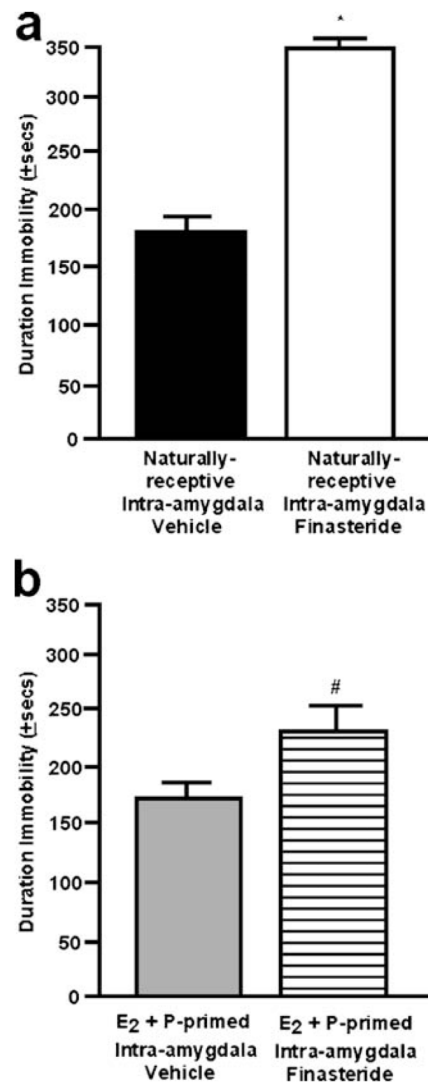 a
Duration Immobility (±secs)
350
300
250
200
150
100
50
0
*
Naturally-
receptive
Intra-amygdala
Vehicle
Naturally-
receptive
Intra-amygdala
Finasteride
b
Duration Immobility (±secs)
350
300
250
200
150
100
50
0
#
E₂ + P-primed
Intra-amygdala
Vehicle
E₂ + P-primed
Intra-amygdala
Finasteride